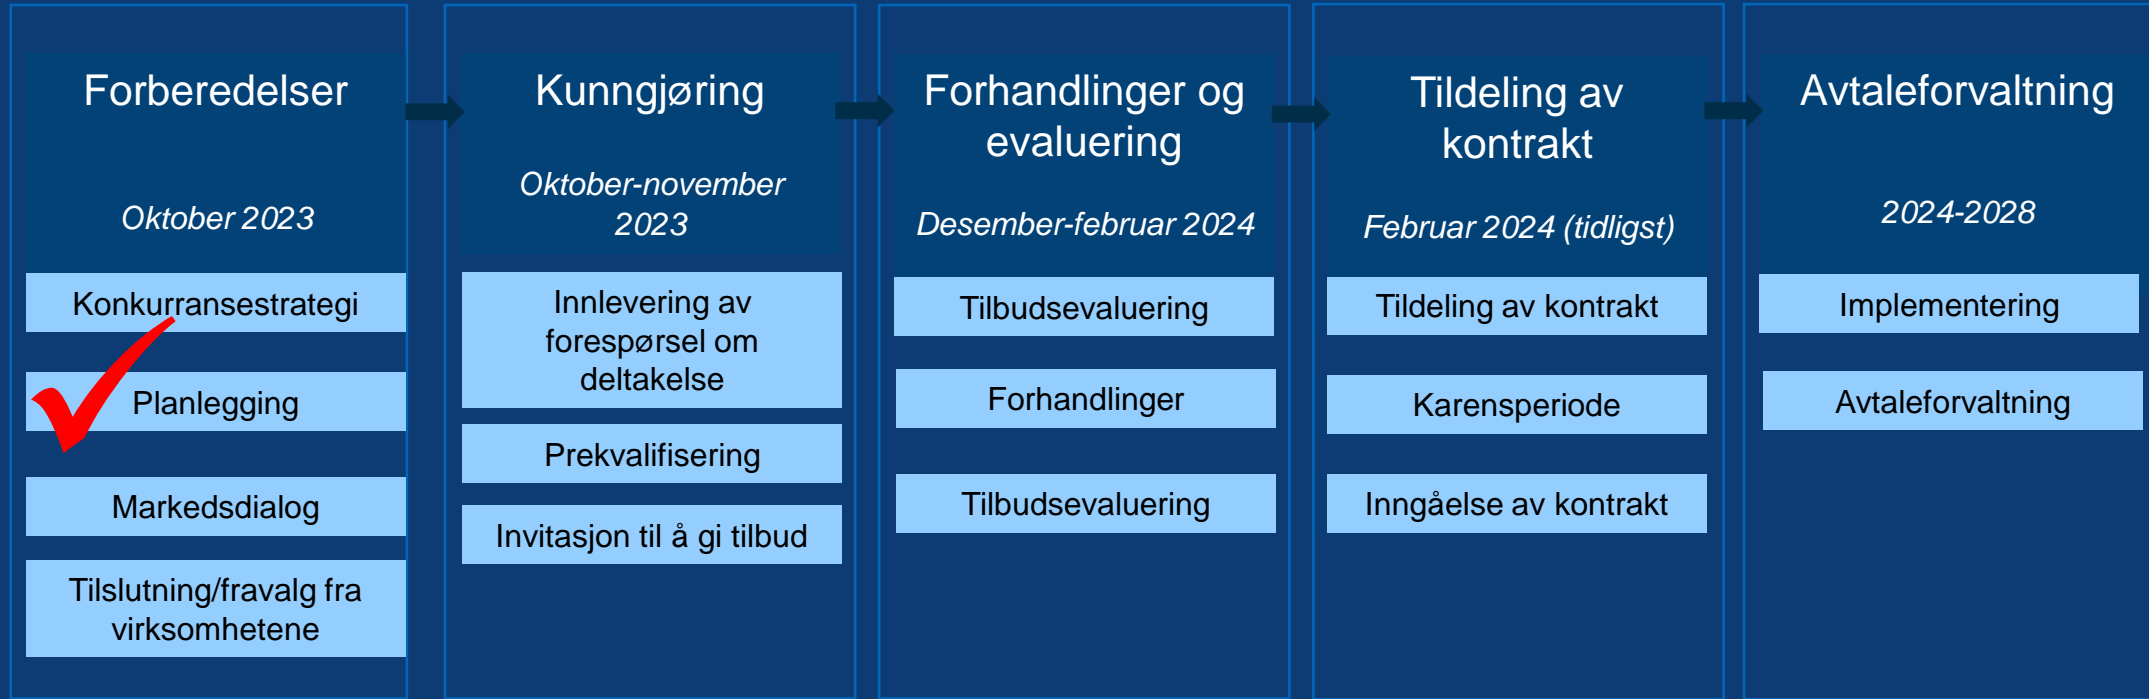 Forberedelser
Oktober 2023
Konkurransestrategi
Planlegging
Markedsdialog
Tilslutning/fravalg fra
virksomhetene
Kunngjøring
Oktober-november
2023
Innlevering av
forespørsel om
deltakelse
Prekvalifisering
Invitasjon til å gi tilbud
Forhandlinger og
evaluering
Desember-februar 2024
Tilbudsevaluering
Forhandlinger
Tilbudsevaluering
Tildeling av
kontrakt
Februar 2024 (tidligst)
Tildeling av kontrakt
Karensperiode
Inngåelse av kontrakt
Avtaleforvaltning
2024-2028
Implementering
Avtaleforvaltning